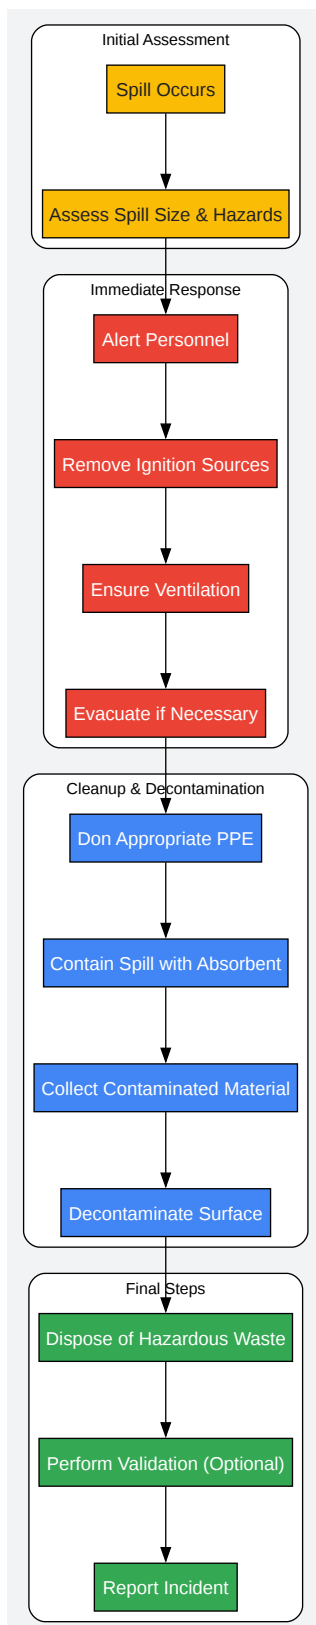 Initial Assessment
Spill Occurs
Assess Spill Size & Hazards
Immediate Response
Alert Personnel
Remove Ignition Sources
Ensure Ventilation
Evacuate if Necessary
Cleanup & Decontamination
Don Appropriate PPE
Contain Spill with Absorbent
Collect Contaminated Material
Decontaminate Surface
Final Steps
Dispose of Hazardous Waste
Perform Validation (Optional)
Report Incident